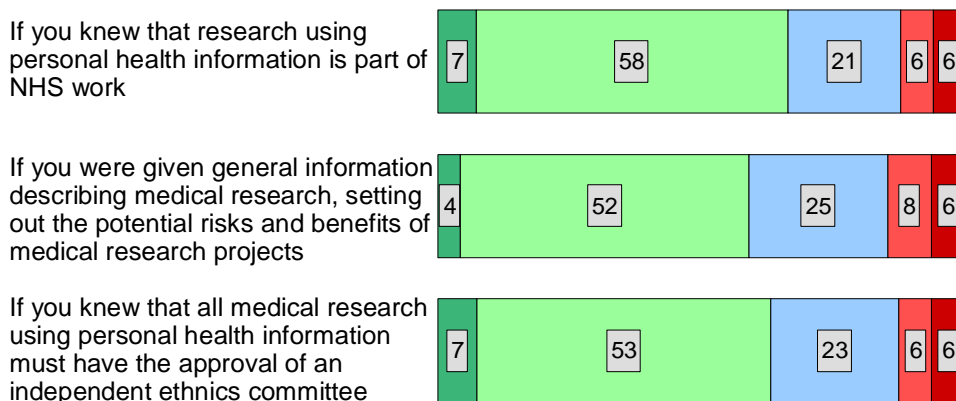 If you knew that research using
personal health information is part of
NHS work
7 58 21 6 6
If you were given general information
describing medical research, setting
out the potential risks and benefits of
medical research projects
4 52 25 8 6
If you knew that all medical research
using personal health information
must have the approval of an
independent ethnics committee
7 53 23 6 6